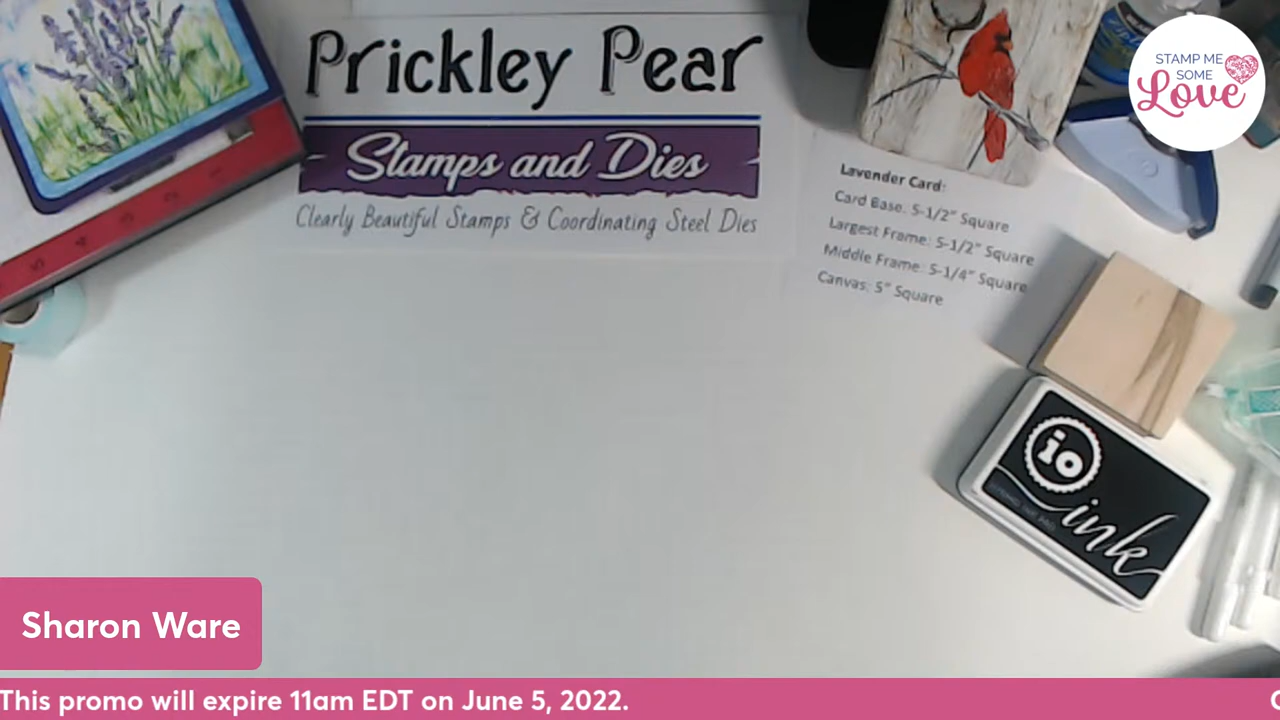 Prickley Pear
Stamps and Dies
Clearly Beautiful Stamps & Coordinating Steel Dies
STAMP ME
SOME
Love
Lavender Card:
Card Base: 5-1/2" Square
Largest Frame: 5-1/2" Square
Middle Frame: 5-1/4" Square
Canvas: 5" Square
io
ink
Sharon Ware
This promo will expire 11am EDT on June 5, 2022.